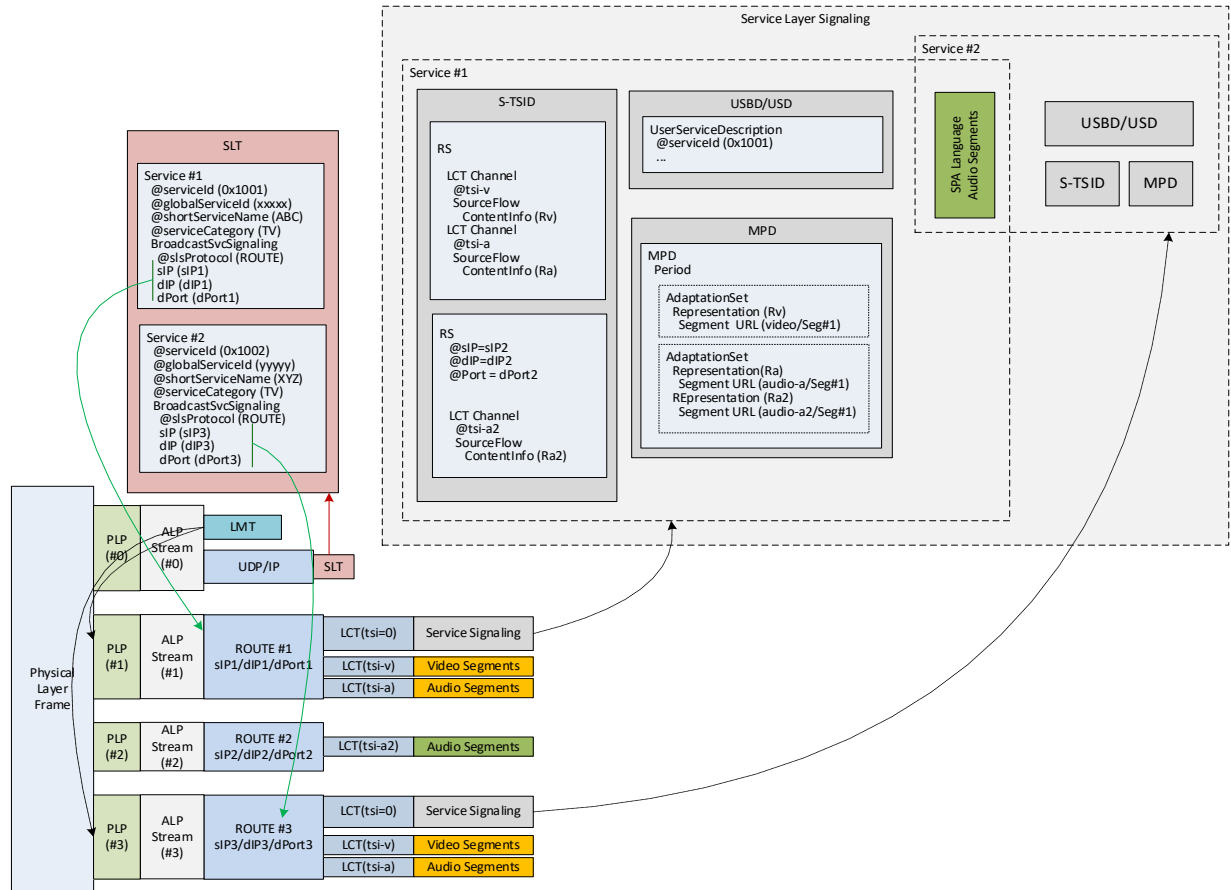 Service Layer Signaling
Service #2
Service #1
S-TSID
RS
LCT Channel
@tsi-v
SourceFlow
ContentInfo (Rv)
LCT Channel
@tsi-a
SourceFlow
ContentInfo (Ra)
RS
@sIP=sIP2
@dIP=dIP2
@Port = dPort2
LCT Channel
@tsi-a2
SourceFlow
ContentInfo (Ra2)
USBD/USD
UserServiceDescription
@serviceId (0x1001)
...
MPD
MPD
Period
AdaptationSet
Representation (Rv)
Segment URL (video/Seg#1)
AdaptationSet
Representation(Ra)
Segment URL (audio-a/Seg#1)
REpresentation (Ra2)
Segment URL (audio-a2/Seg#1)
SPA Language
Audio Segments
USBD/USD
S-TSID
MPD
SLT
Service #1
@serviceId (0x1001)
@globalServiceId (xxxxx)
@shortServiceName (ABC)
@serviceCategory (TV)
BroadcastSvcSignaling
@slsProtocol (ROUTE)
sIP (sIP1)
dIP (dIP1)
dPort (dPort1)
Service #2
@serviceId (0x1002)
@globalServiceId (yyyyy)
@shortServiceName (XYZ)
@serviceCategory (TV)
BroadcastSvcSignaling
@slsProtocol (ROUTE)
sIP (sIP3)
dIP (dIP3)
dPort (dPort3)
Physical
Layer
Frame
PLP
(#0)
ALP
Stream
(#0)
LMT
UDP/IP
SLT
PLP
(#1)
ALP
Stream
(#1)
ROUTE #1
sIP1/dIP1/dPort1
LCT(tsi=0)
Service Signaling
LCT(tsi-v)
Video Segments
LCT(tsi-a)
Audio Segments
PLP
(#2)
ALP
Stream
(#2)
ROUTE #2
sIP2/dIP2/dPort2
LCT(tsi-a2)
Audio Segments
PLP
(#3)
ALP
Stream
(#3)
ROUTE #3
sIP3/dIP3/dPort3
LCT(tsi=0)
Service Signaling
LCT(tsi-v)
Video Segments
LCT(tsi-a)
Audio Segments